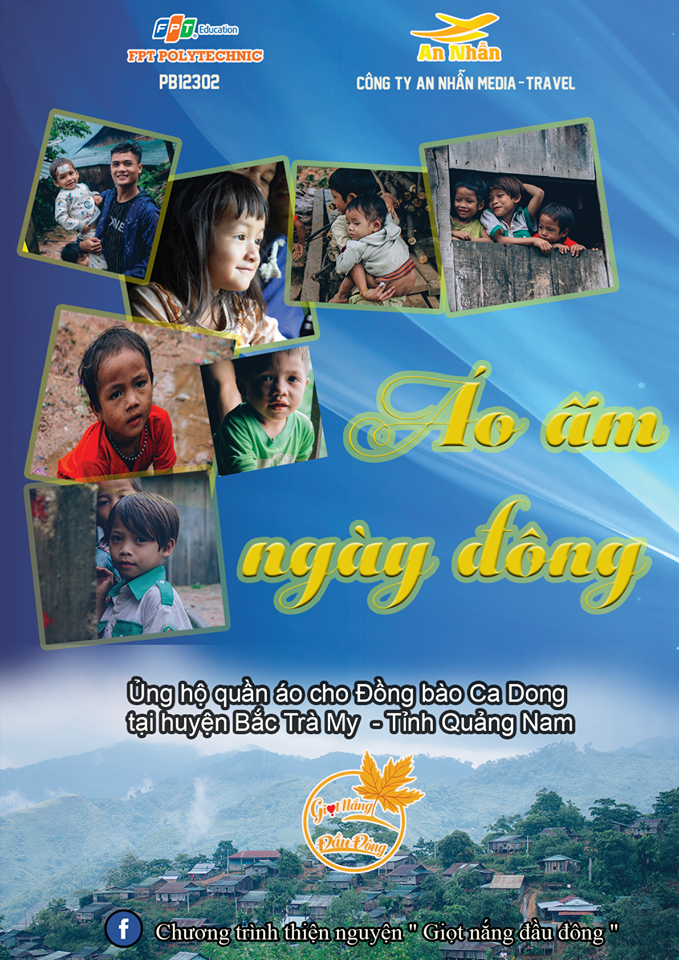 FPT. Education
FPT POLYTECHNIC
PB12302
An Nhẫn
CÔNG TY AN NHẪN MEDIA - TRAVEL
Áo ấm
ngày đông
Ủng hộ quần áo cho Đồng bào Ca Dong
tại huyện Bắc Trà My - Tỉnh Quảng Nam
Giọt Nắng
Đầu Đông
f Chương trình thiện nguyện " Giọt nắng đầu đông "